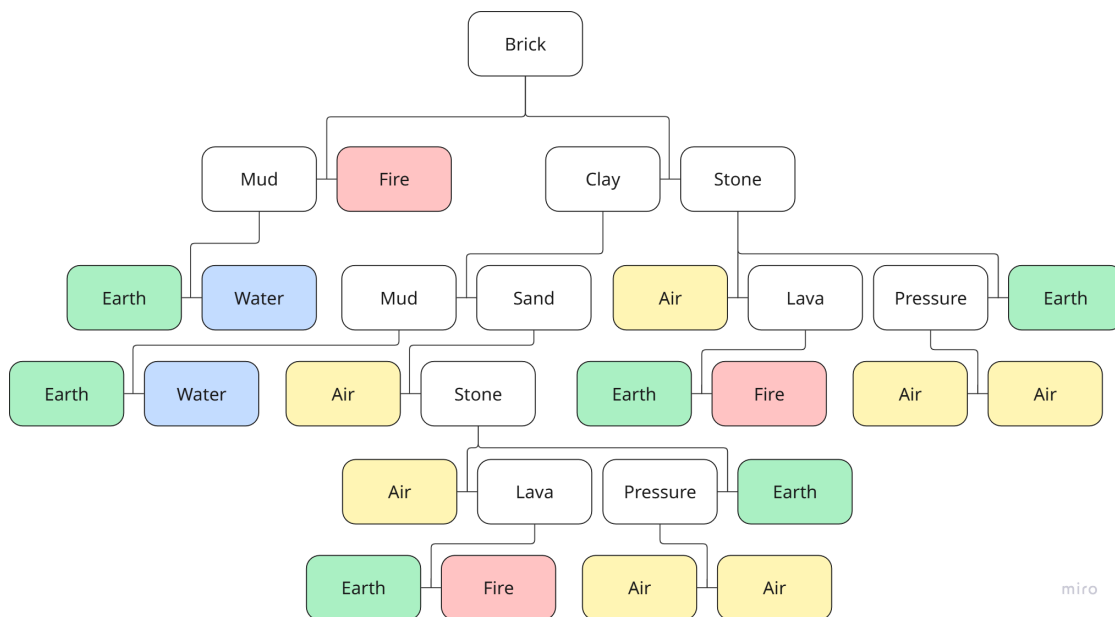 Brick
Mud
Fire
Clay
Stone
Earth
Water
Mud
Sand
Air
Lava
Pressure
Earth
Earth
Water
Air
Stone
Earth
Fire
Air
Air
Air
Lava
Pressure
Earth
Earth
Fire
Air
Air
miro